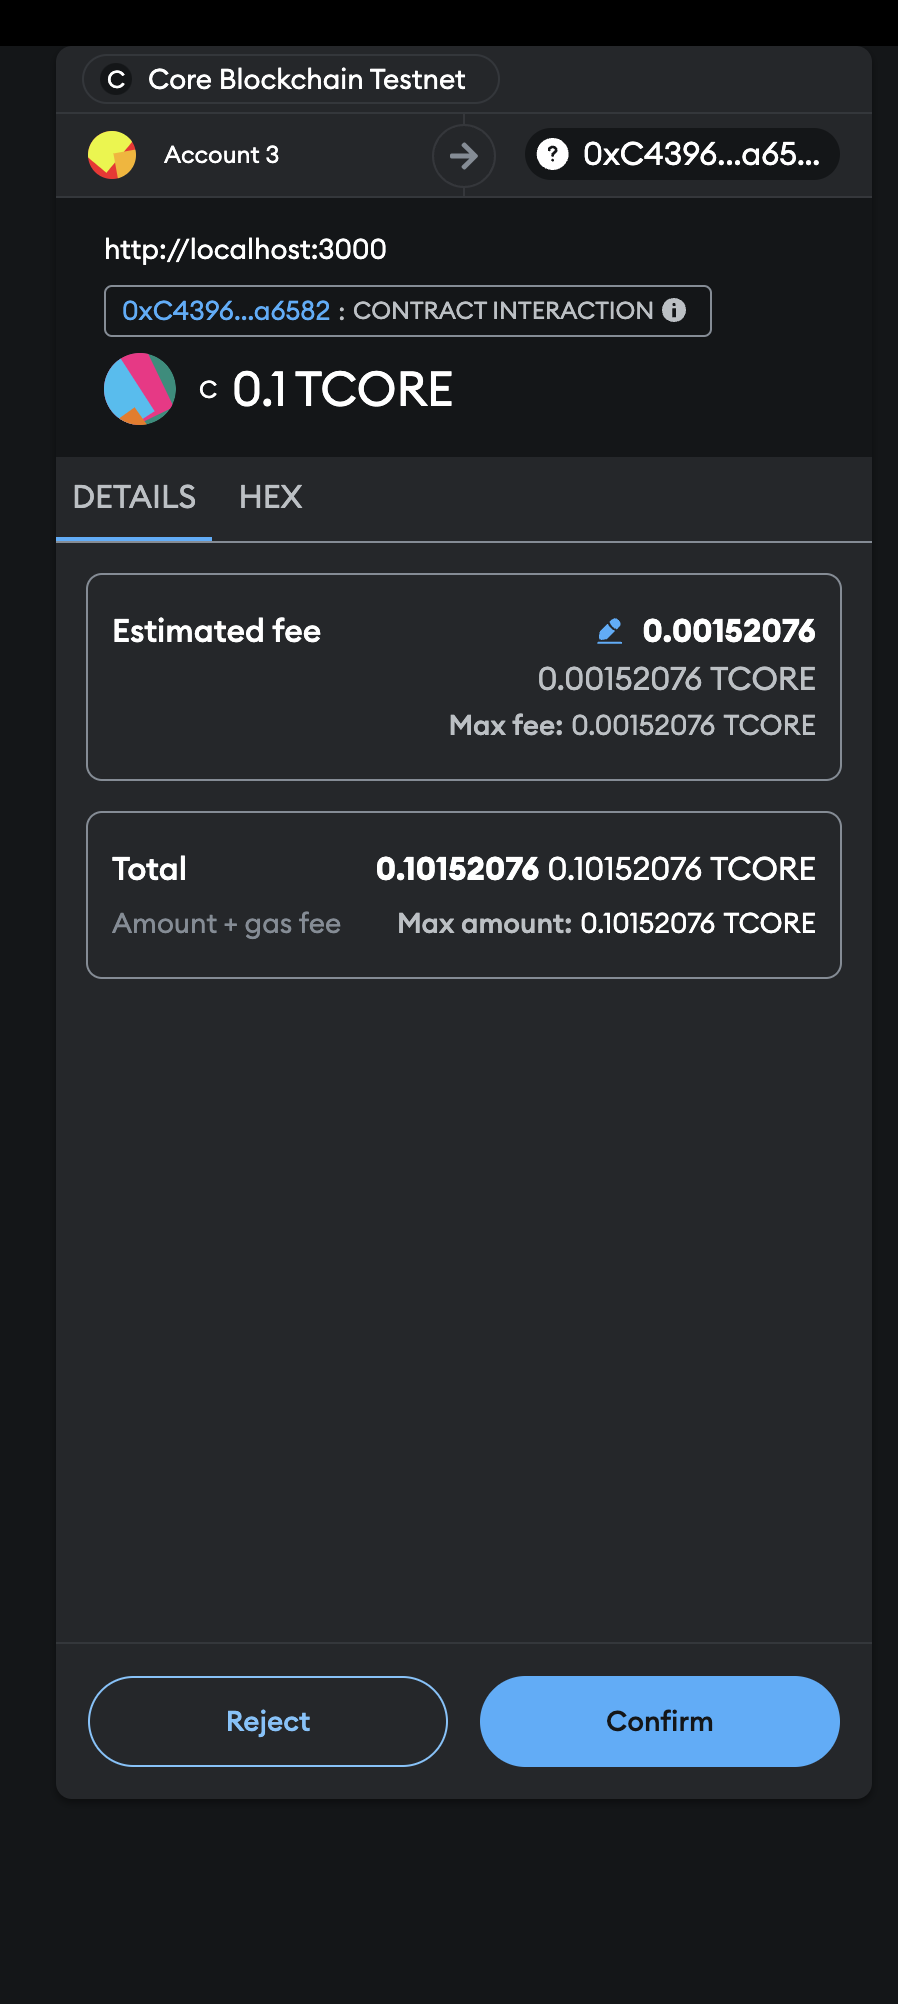 C Core Blockchain Testnet
Account 3
? 0xC4396...a65...
http://localhost:3000
0xC4396...a6582 : CONTRACT INTERACTION i
C 0.1 TCORE
DETAILS HEX
Estimated fee 0.00152076
0.00152076 TCORE
Max fee: 0.00152076 TCORE
Total 0.10152076 0.10152076 TCORE
Amount + gas fee Max amount: 0.10152076 TCORE
Reject Confirm